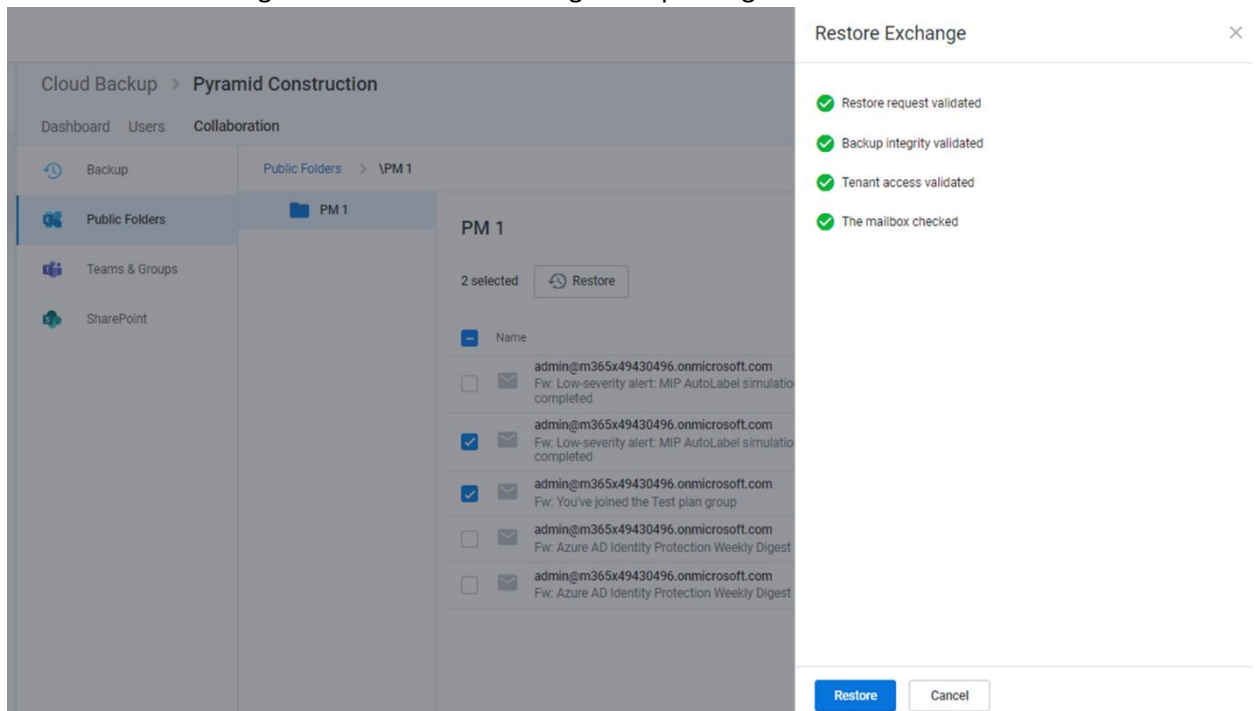 Restore Exchange
Cloud Backup > Pyramid Construction
Dashboard Users Collaboration
Backup
Public Folders
Teams & Groups
SharePoint
Public Folders > \PM 1
PM 1
PM 1
2 selected Restore
Name
admin@m365x49430496.onmicrosoft.com
Fw: Low-severity alert: MIP AutoLabel simulatio
completed
admin@m365x49430496.onmicrosoft.com
Fw: Low-severity alert: MIP AutoLabel simulatio
completed
admin@m365x49430496.onmicrosoft.com
Fw: You've joined the Test plan group
admin@m365x49430496.onmicrosoft.com
Fw: Azure AD Identity Protection Weekly Digest
admin@m365x49430496.onmicrosoft.com
Fw: Azure AD Identity Protection Weekly Digest
Restore request validated
Backup integrity validated
Tenant access validated
The mailbox checked
Restore Cancel